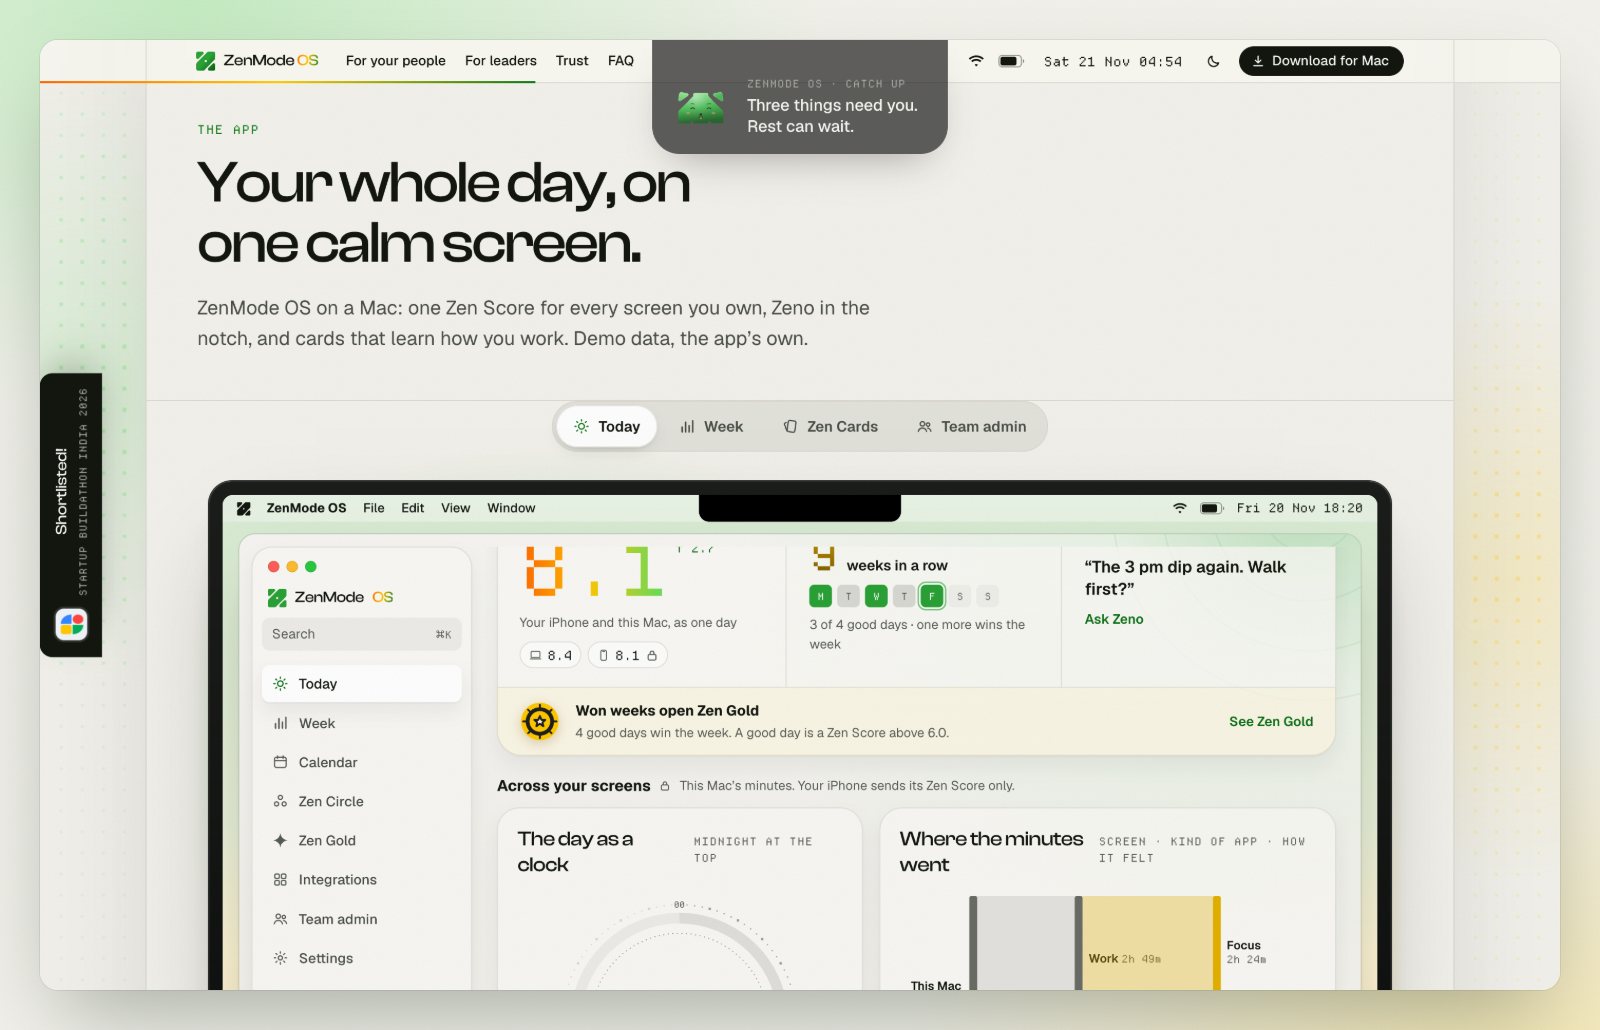 ZenMode OS
For your people
For leaders
Trust
FAQ
ZENMODE OS · CATCH UP
Three things need you.
Rest can wait.
Sat 21 Nov 04:54
Download for Mac
THE APP
Your whole day, on
one calm screen.
ZenMode OS on a Mac: one Zen Score for every screen you own, Zeno in the
notch, and cards that learn how you work. Demo data, the app’s own.
Shortlisted!
STARTUP BUILDATHON INDIA 2026
Today
Week
Zen Cards
Team admin
ZenMode OS
File
Edit
View
Window
Fri 20 Nov 18:20
ZenMode OS
Search
⌘K
Today
Week
Calendar
Zen Circle
Zen Gold
Integrations
Team admin
Settings
8.1
Your iPhone and this Mac, as one day
8.4
8.1
weeks in a row
M T W T F S S
3 of 4 good days · one more wins the
week
“The 3 pm dip again. Walk
first?”
Ask Zeno
Won weeks open Zen Gold
4 good days win the week. A good day is a Zen Score above 6.0.
See Zen Gold
Across your screens
This Mac’s minutes. Your iPhone sends its Zen Score only.
The day as a
clock
MIDNIGHT AT THE
TOP
00
Where the minutes
went
SCREEN · KIND OF APP · HOW
IT FELT
This Mac
Work 2h 49m
Focus
2h 24m